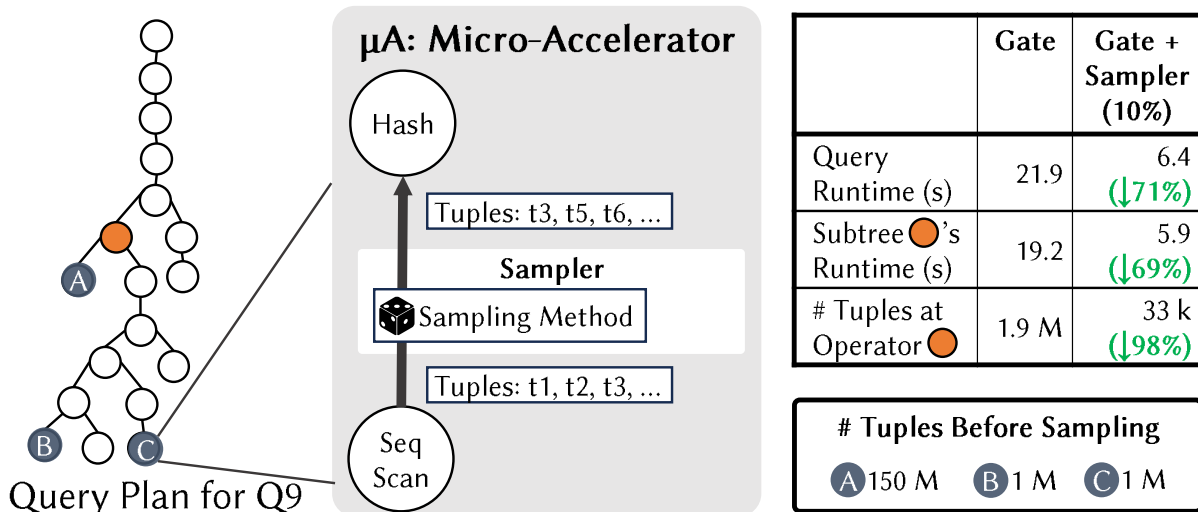 A
B
C
Query Plan for Q9
μA: Micro-Accelerator
Hash
Tuples: t3, t5, t6, ...
Sampler
Sampling Method
Tuples: t1, t2, t3, ...
Seq
Scan
Gate
Gate +
Sampler
(10%)
Query
Runtime (s)
21.9
6.4
(↓71%)
Subtree 's
Runtime (s)
19.2
5.9
(↓69%)
# Tuples at
Operator
1.9 M
33 k
(↓98%)
# Tuples Before Sampling
A 150 M B 1 M C 1 M